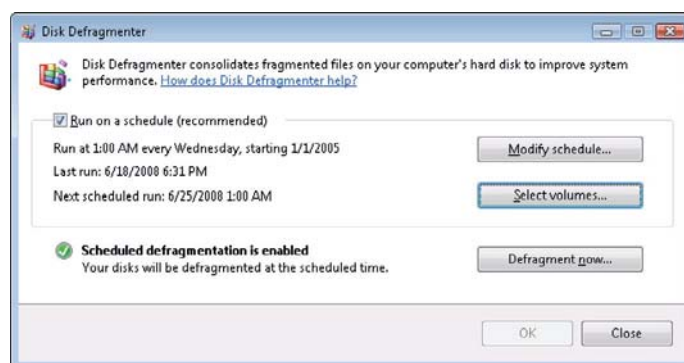 Disk Defragmenter
Disk Defragmenter consolidates fragmented files on your computer's hard disk to improve system
performance. How does Disk Defragmenter help?
Run on a schedule (recommended)
Run at 1:00 AM every Wednesday, starting 1/1/2005
Modify schedule...
Last run: 6/18/2008 6:31 PM
Next scheduled run: 6/25/2008 1:00 AM
Select volumes...
Scheduled defragmentation is enabled
Your disks will be defragmented at the scheduled time.
Defragment now...
OK
Close